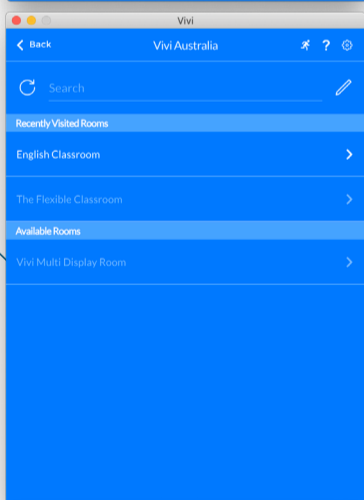 Vivi
Back
Vivi Australia
?
Search
Recently Visited Rooms
English Classroom
The Flexible Classroom
Available Rooms
Vivi Multi Display Room